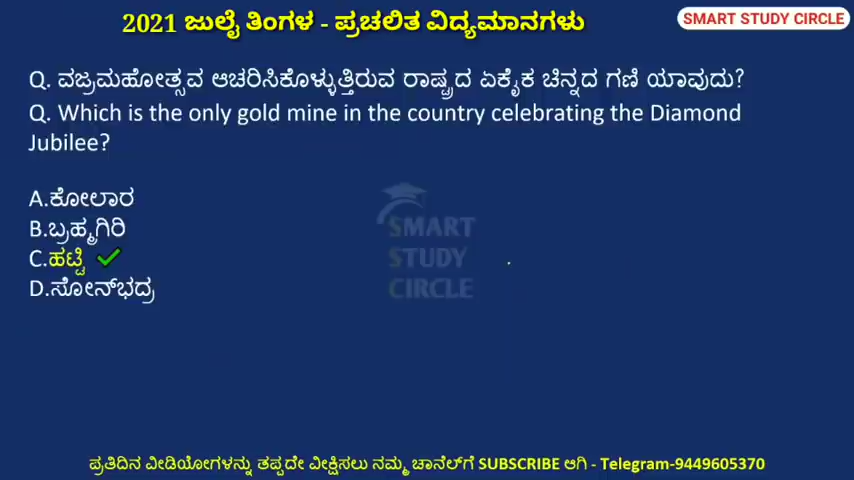 2021 ಜುಲೈ ತಿಂಗಳ - ಪ್ರಚಲಿತ ವಿದ್ಯಮಾನಗಳು
SMART STUDY CIRCLE
Q. ವಜ್ರಮಹೋತ್ಸವ ಆಚರಿಸಿಕೊಳ್ಳುತ್ತಿರುವ ರಾಷ್ಟ್ರದ ಏಕೈಕ ಚಿನ್ನದ ಗಣಿ ಯಾವುದು?
Q. Which is the only gold mine in the country celebrating the Diamond
Jubilee?
A.ಕೋಲಾರ
B.ಬ್ರಹ್ಮಗಿರಿ
C.ಹಟ್ಟಿ
D.ಸೋನ್‌ಭದ್ರ
SMART
STUDY
CIRCLE
ಪ್ರತಿದಿನ ವೀಡಿಯೋಗಳನ್ನು ತಪ್ಪದೇ ವೀಕ್ಷಿಸಲು ನಮ್ಮ ಚಾನೆಲ್‌ಗೆ SUBSCRIBE ಆಗಿ - Telegram-9449605370